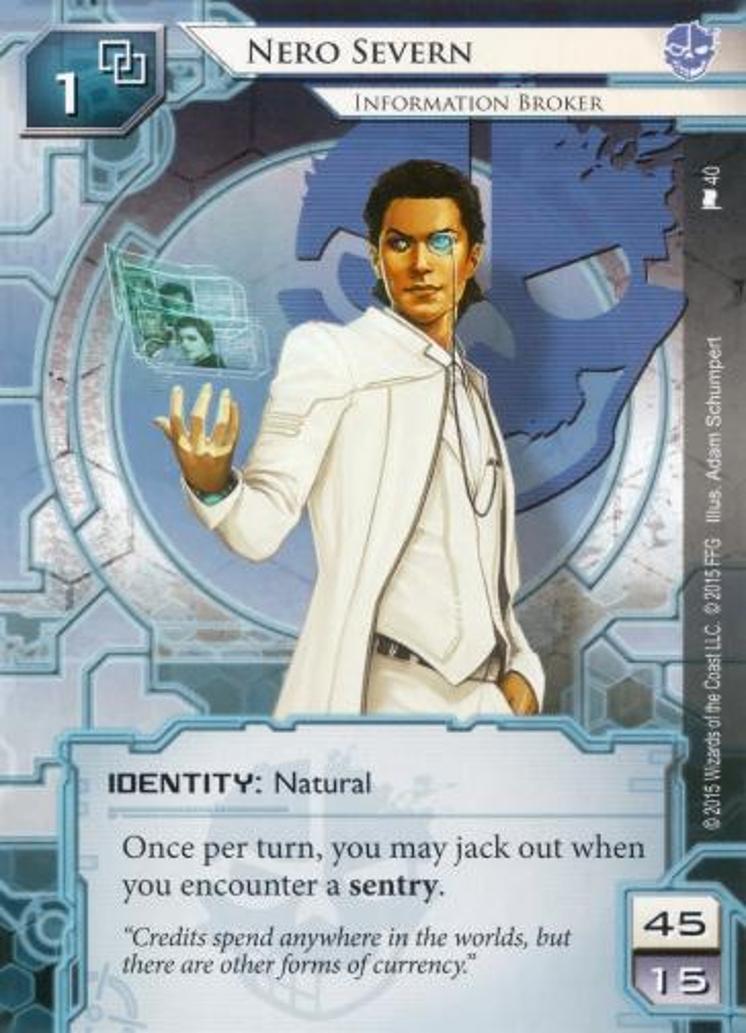 Nero Severn
1
Information Broker
40
Illus. Adam Schumpert
© 2015 Wizards of the Coast LLC. © 2015 FFG
IDENTITY: Natural
Once per turn, you may jack out when
you encounter a sentry.
“Credits spend anywhere in the worlds, but
there are other forms of currency.”
45
15